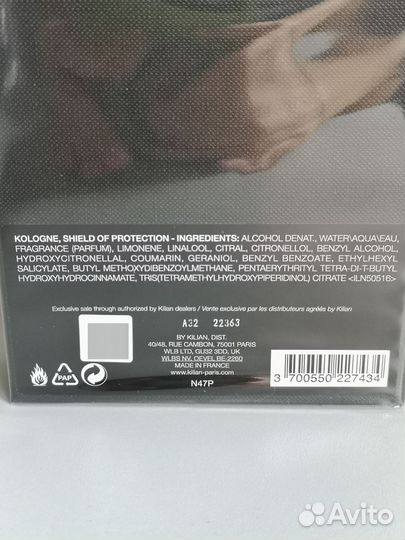 KOLOGNE, SHIELD OF PROTECTION - INGREDIENTS: ALCOHOL DENAT., WATER\AQUA\EAU,
FRAGRANCE (PARFUM), LIMONENE, LINALOOL, CITRAL, CITRONELLOL, BENZYL ALCOHOL,
HYDROXYCITRONELLAL, COUMARIN, GERANIOL, BENZYL BENZOATE, ETHYLHEXYL
SALICYLATE, BUTYL METHOXYDIBENZOYLMETHANE, PENTAERYTHRITYL TETRA-DI-T-BUTYL
HYDROXYHYDROCINNAMATE, TRIS(TETRAMETHYLHYDROXYPIPERIDINOL) CITRATE <ILN50516>
Exclusive sale through authorized by Kilian dealers / Vente exclusive par les distributeurs agréés by Kilian
A32 22363
BY KILIAN, DIST.
40/48, RUE CAMBON, 75001 PARIS
WLB LTD, GU32 3DD, UK
WLBS NV, OEVEL BE-2260
MADE IN FRANCE
www.kilian-paris.com
N47P
PAP
3 700550 227434
Avito